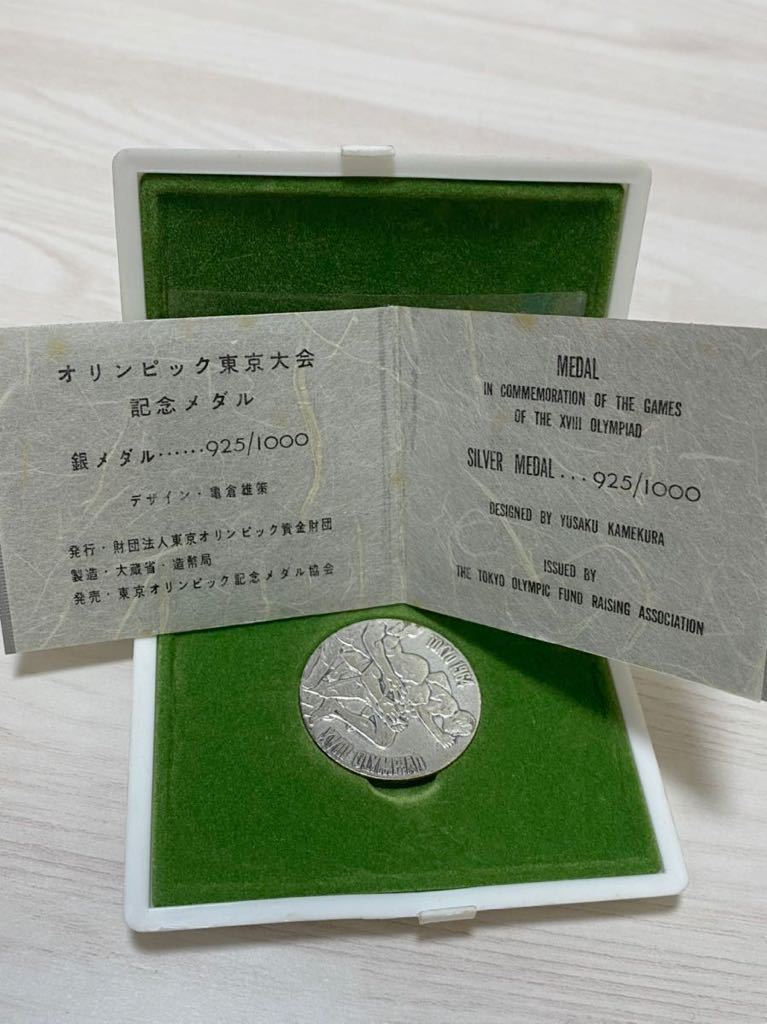 オリンピック東京大会
記念メダル
銀メダル······925/1000
デザイン・亀倉雄策
発行・財団法人東京オリンピック資金財団
製造・大蔵省・造幣局
発売・東京オリンピック記念メダル協会
MEDAL
IN COMMEMORATION OF THE GAMES
OF THE XVIII OLYMPIAD
SILVER MEDAL...925/1000
DESIGNED BY YUSAKU KAMEKURA
ISSUED BY
THE TOKYO OLYMPIC FUND RAISING ASSOCIATION
TOKYO 1964
XVIII OLYMPIAD